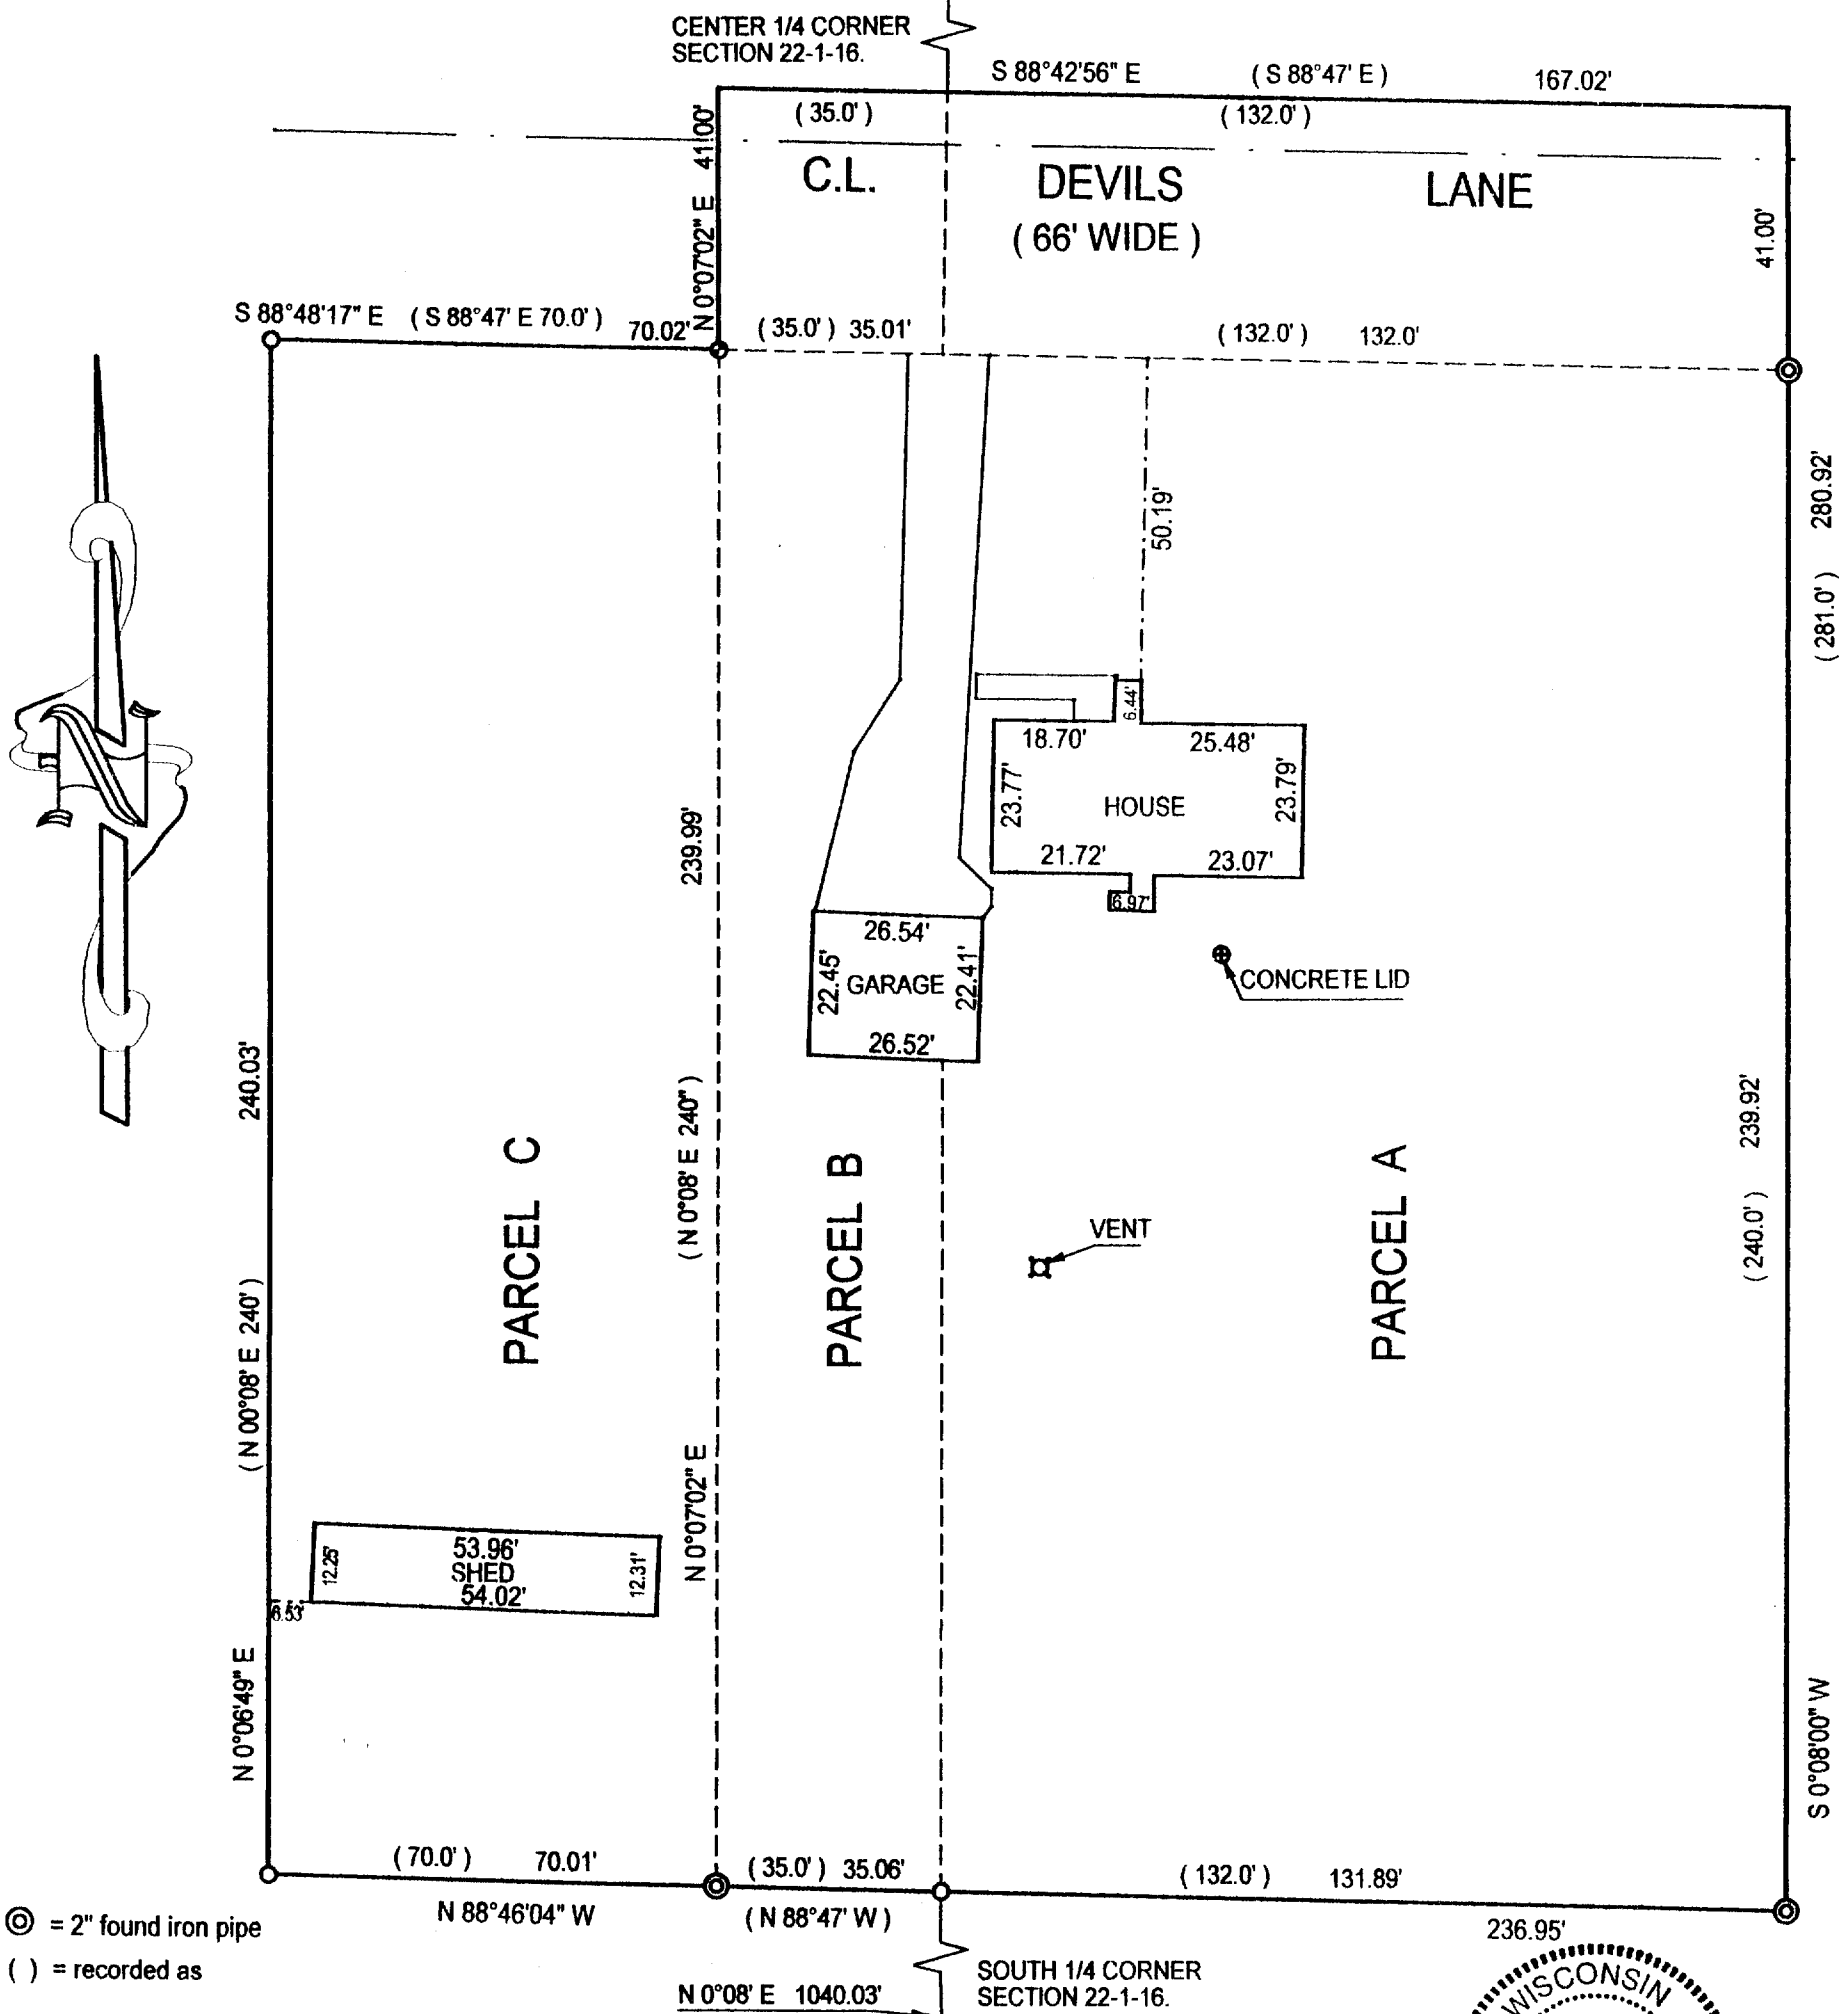 CENTER 1/4 CORNER
SECTION 22-1-16.
S 88°42'56" E ( S 88°47' E ) 167.02'
( 35.0' ) ( 132.0' )
N 0°07'02" E 41.00'
C.L. DEVILS LANE
( 66' WIDE )
41.00'
S 88°48'17" E ( S 88°47' E 70.0' ) 70.02'
( 35.0' ) 35.01' ( 132.0' ) 132.0'
50.19'
( 281.0' ) 280.92'
6.44'
18.70' 25.48'
23.77' HOUSE 23.79'
21.72' 23.07'
6.97'
239.99'
26.54'
22.45' GARAGE 22.41'
26.52'
CONCRETE LID
240.03'
( N 0°08' E 240" )
239.92'
( 240.0' )
PARCEL C
PARCEL B
PARCEL A
VENT
( N 00°08' E 240' )
N 0°07'02" E
53.96'
12.25' SHED 12.31'
54.02'
6.53'
N 0°06'49" E
S 0°08'00" W
( 70.0' ) 70.01' ( 35.0' ) 35.06' ( 132.0' ) 131.89'
N 88°46'04" W ( N 88°47' W ) 236.95'
= 2" found iron pipe
( ) = recorded as
SOUTH 1/4 CORNER
SECTION 22-1-16.
N 0°08' E 1040.03'
WISCONSIN